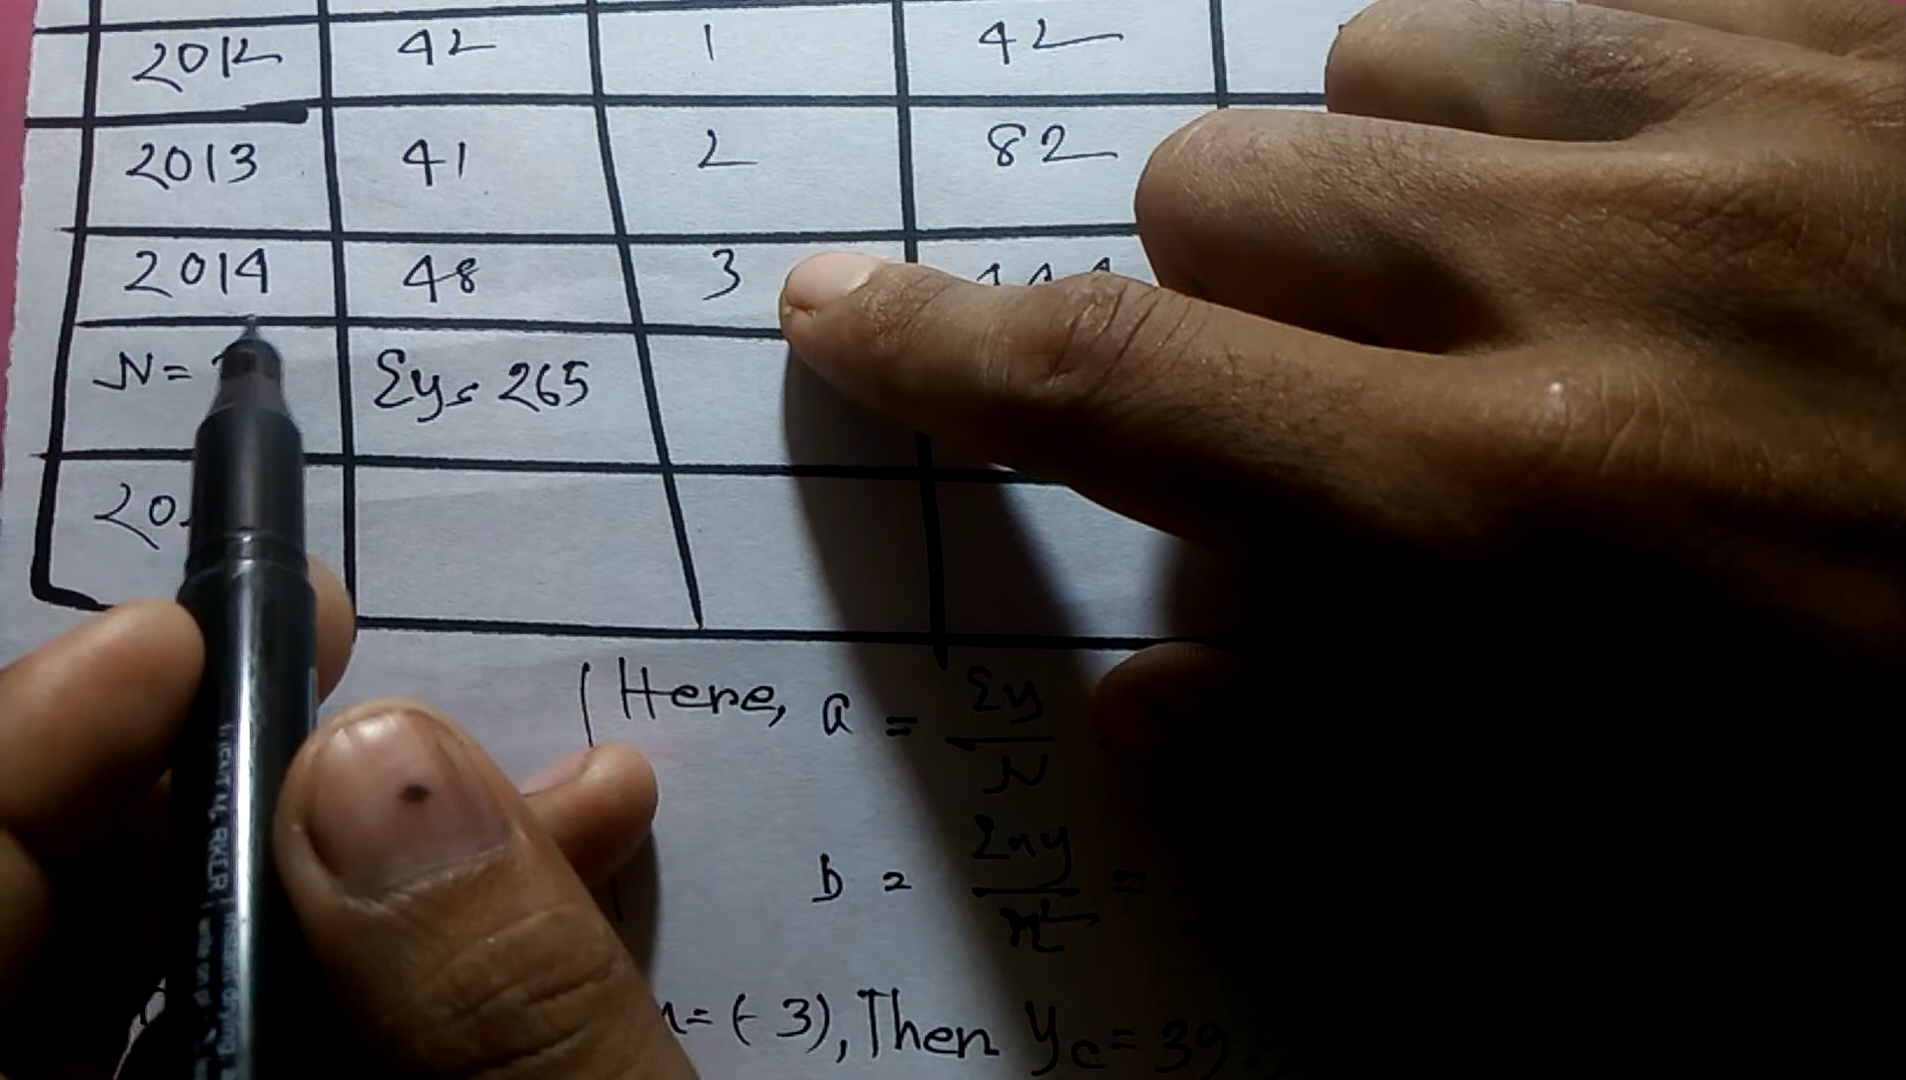 2012 42 1 42
2013 41 2 82
2014 48 3
N= Σy= 265
20
Here, a = Σy/N
b = Σxy/x² =
= (-3), Then yc = 39.